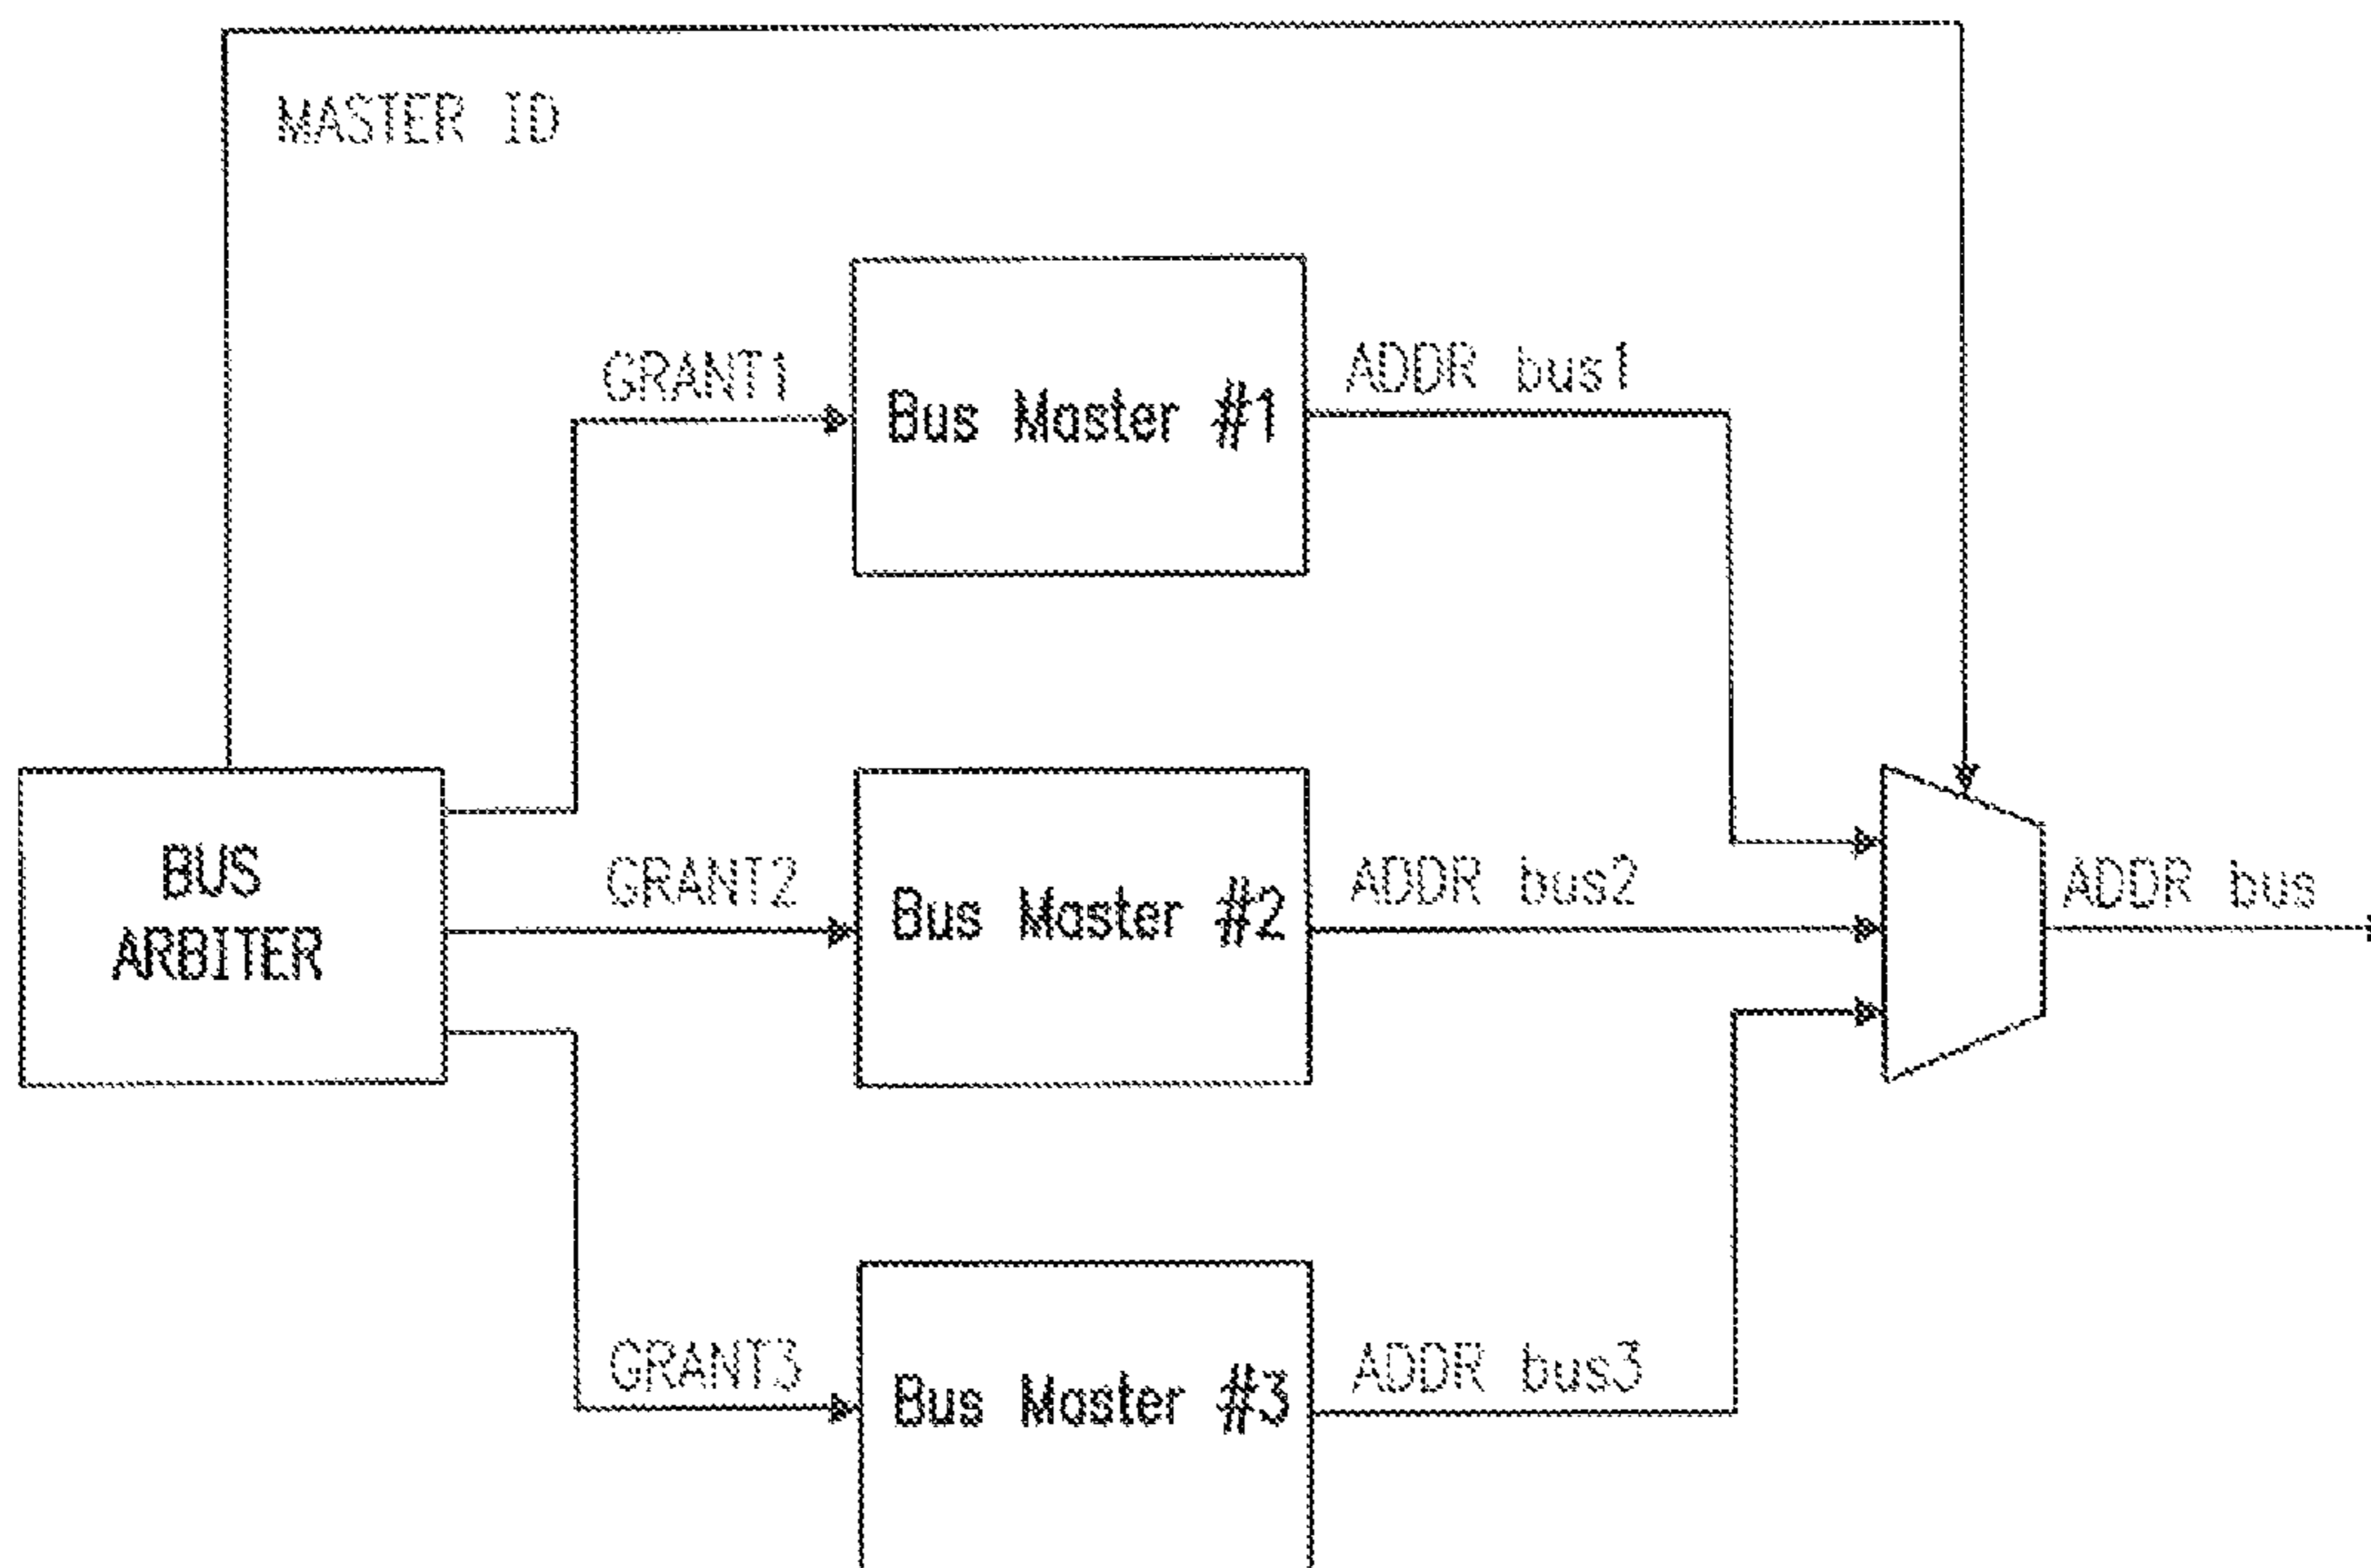 MASTER ID
GRANT1
ADDR bus1
Bus Master #1
BUS
ARBITER
GRANT2
Bus Master #2
ADDR bus2
ADDR bus
GRANT3
Bus Master #3
ADDR bus3